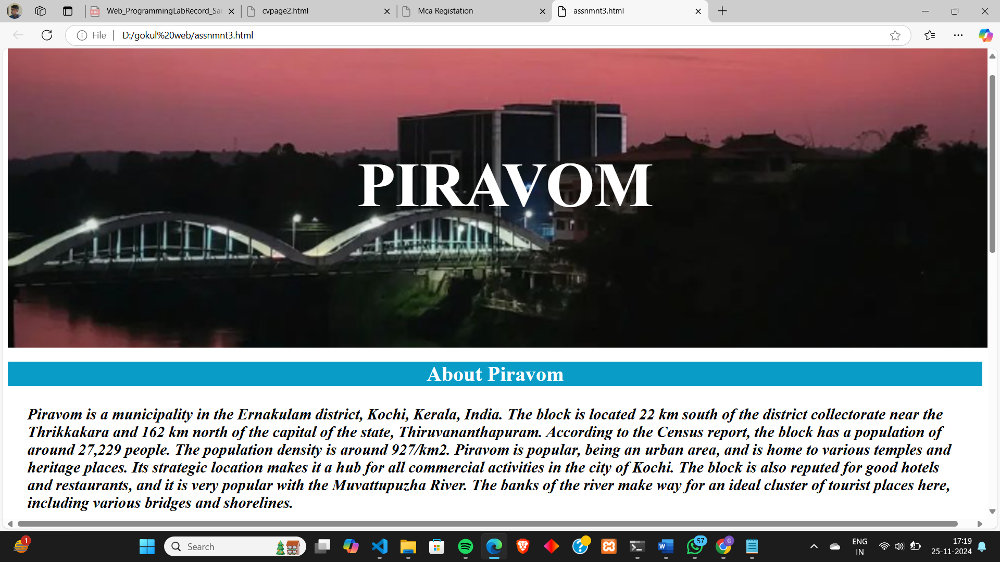 Web_ProgrammingLabRecord_Sar
cvpage2.html
Mca Registation
assnmnt3.html
File
D:/gokul%20web/assnmnt3.html
PIRAVOM
About Piravom
Piravom is a municipality in the Ernakulam district, Kochi, Kerala, India. The block is located 22 km south of the district collectorate near the
Thrikkakara and 162 km north of the capital of the state, Thiruvananthapuram. According to the Census report, the block has a population of
around 27,229 people. The population density is around 927/km2. Piravom is popular, being an urban area, and is home to various temples and
heritage places. Its strategic location makes it a hub for all commercial activities in the city of Kochi. The block is also reputed for good hotels
and restaurants, and it is very popular with the Muvattupuzha River. The banks of the river make way for an ideal cluster of tourist places here,
including various bridges and shorelines.
1
Search
57
G
ENG
IN
17:19
25-11-2024